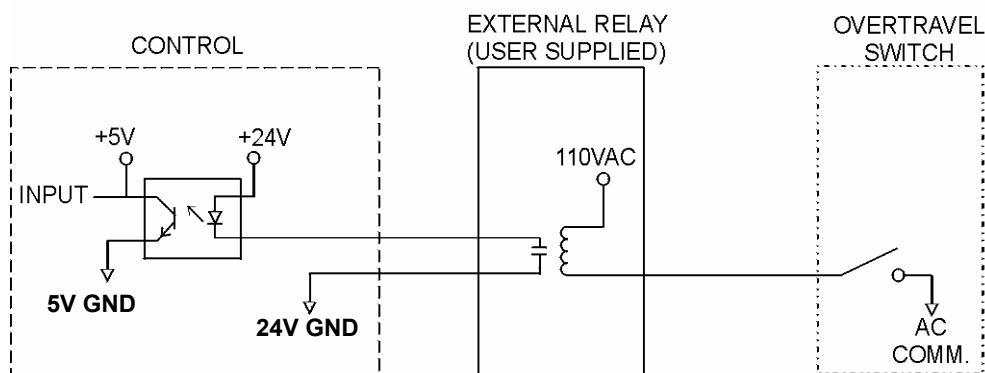 CONTROL
EXTERNAL RELAY
(USER SUPPLIED)
OVERTRAVEL
SWITCH
+5V
+24V
INPUT
5V GND
24V GND
110VAC
AC
COMM.